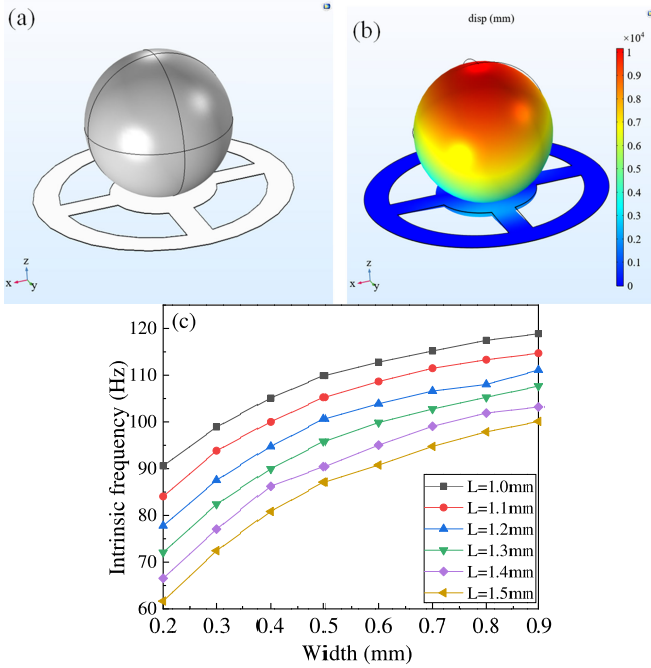 (a)
z
x
y
(b)
disp (mm)
×10⁴
1
0.9
0.8
0.7
0.6
0.5
0.4
0.3
0.2
0.1
0
z
x
y
(c)
Intrinsic frequency (Hz)
120
110
100
90
80
70
60
L=1.0mm
L=1.1mm
L=1.2mm
L=1.3mm
L=1.4mm
L=1.5mm
0.2 0.3 0.4 0.5 0.6 0.7 0.8 0.9
Width (mm)